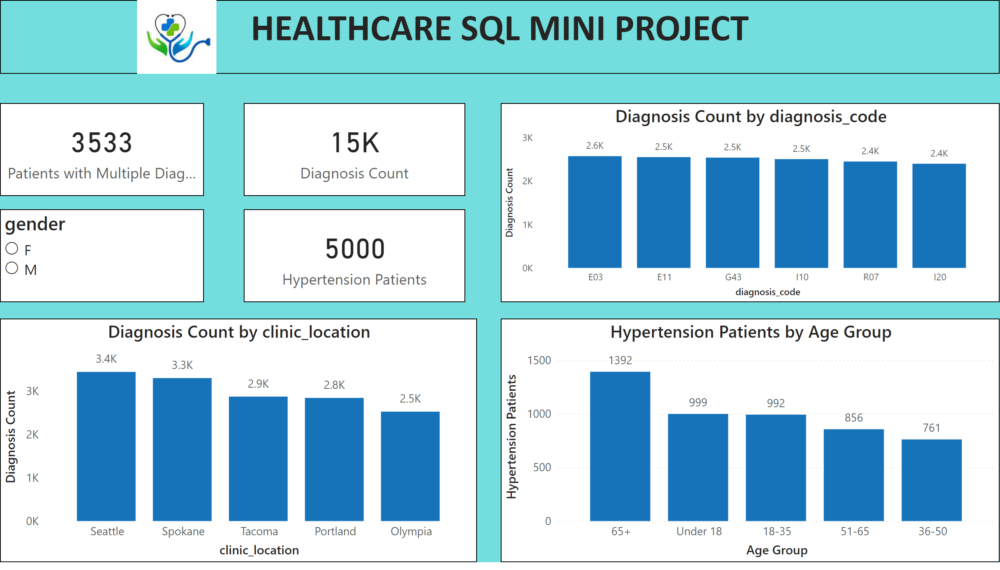 HEALTHCARE SQL MINI PROJECT
3533
Patients with Multiple Diag...
15K
Diagnosis Count
gender
F
M
5000
Hypertension Patients
Diagnosis Count by diagnosis_code
Diagnosis Count
3K
2K
1K
0K
2.6K 2.5K 2.5K 2.5K 2.4K 2.4K
E03 E11 G43 I10 R07 I20
diagnosis_code
Diagnosis Count by clinic_location
Diagnosis Count
3K
2K
1K
0K
3.4K 3.3K 2.9K 2.8K 2.5K
Seattle Spokane Tacoma Portland Olympia
clinic_location
Hypertension Patients by Age Group
Hypertension Patients
1500
1000
500
0
1392 999 992 856 761
65+ Under 18 18-35 51-65 36-50
Age Group